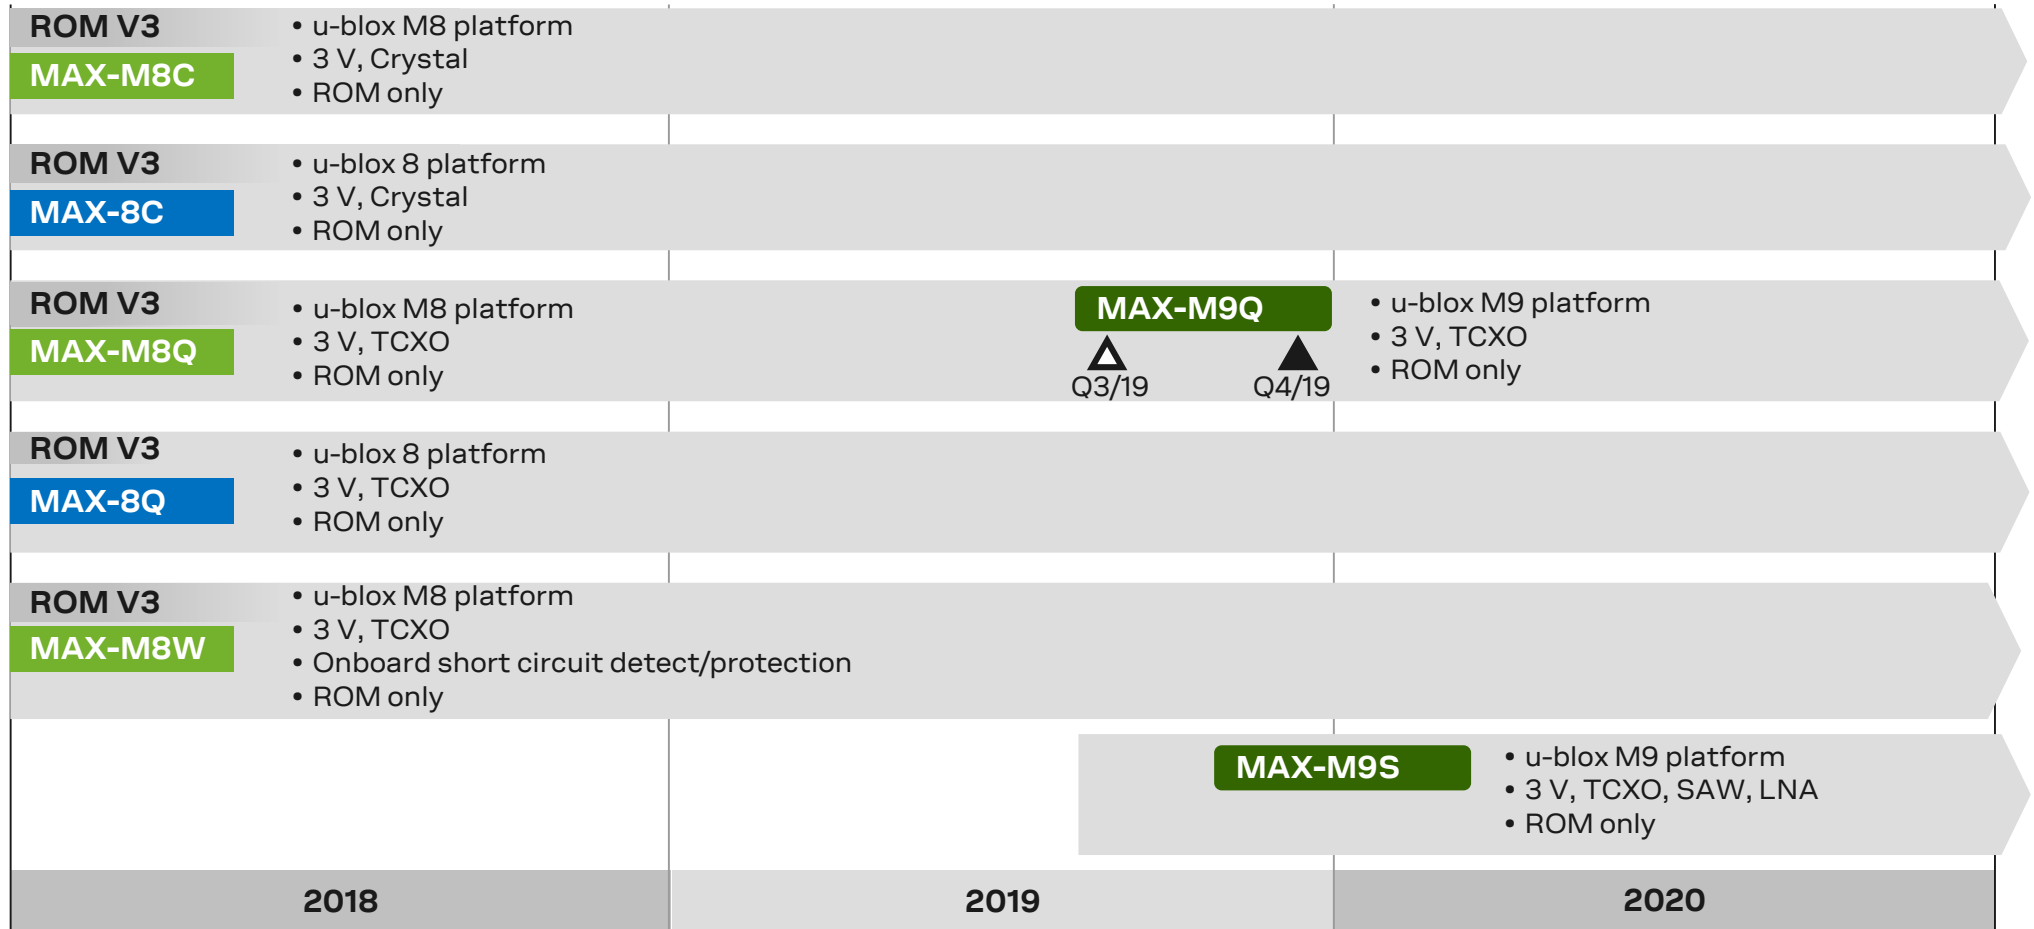 ROM V3
MAX-M8C
• u-blox M8 platform
• 3 V, Crystal
• ROM only
ROM V3
MAX-8C
• u-blox 8 platform
• 3 V, Crystal
• ROM only
ROM V3
MAX-M8Q
• u-blox M8 platform
• 3 V, TCXO
• ROM only
MAX-M9Q
Q3/19
Q4/19
• u-blox M9 platform
• 3 V, TCXO
• ROM only
ROM V3
MAX-8Q
• u-blox 8 platform
• 3 V, TCXO
• ROM only
ROM V3
MAX-M8W
• u-blox M8 platform
• 3 V, TCXO
• Onboard short circuit detect/protection
• ROM only
MAX-M9S
• u-blox M9 platform
• 3 V, TCXO, SAW, LNA
• ROM only
2018
2019
2020